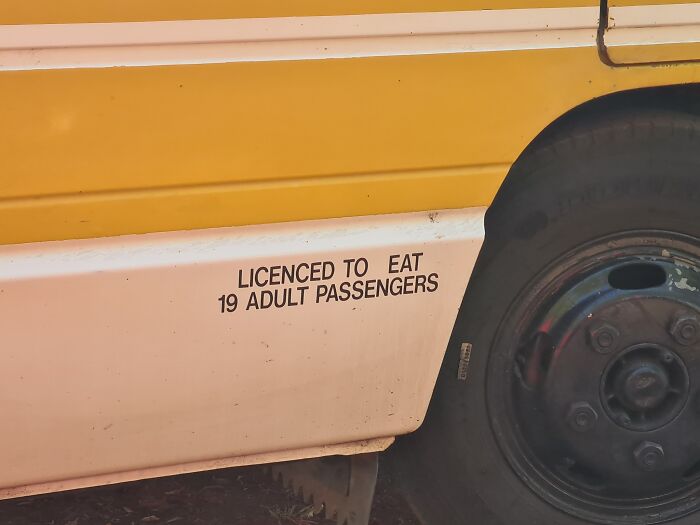 LICENCED TO EAT
19 ADULT PASSENGERS